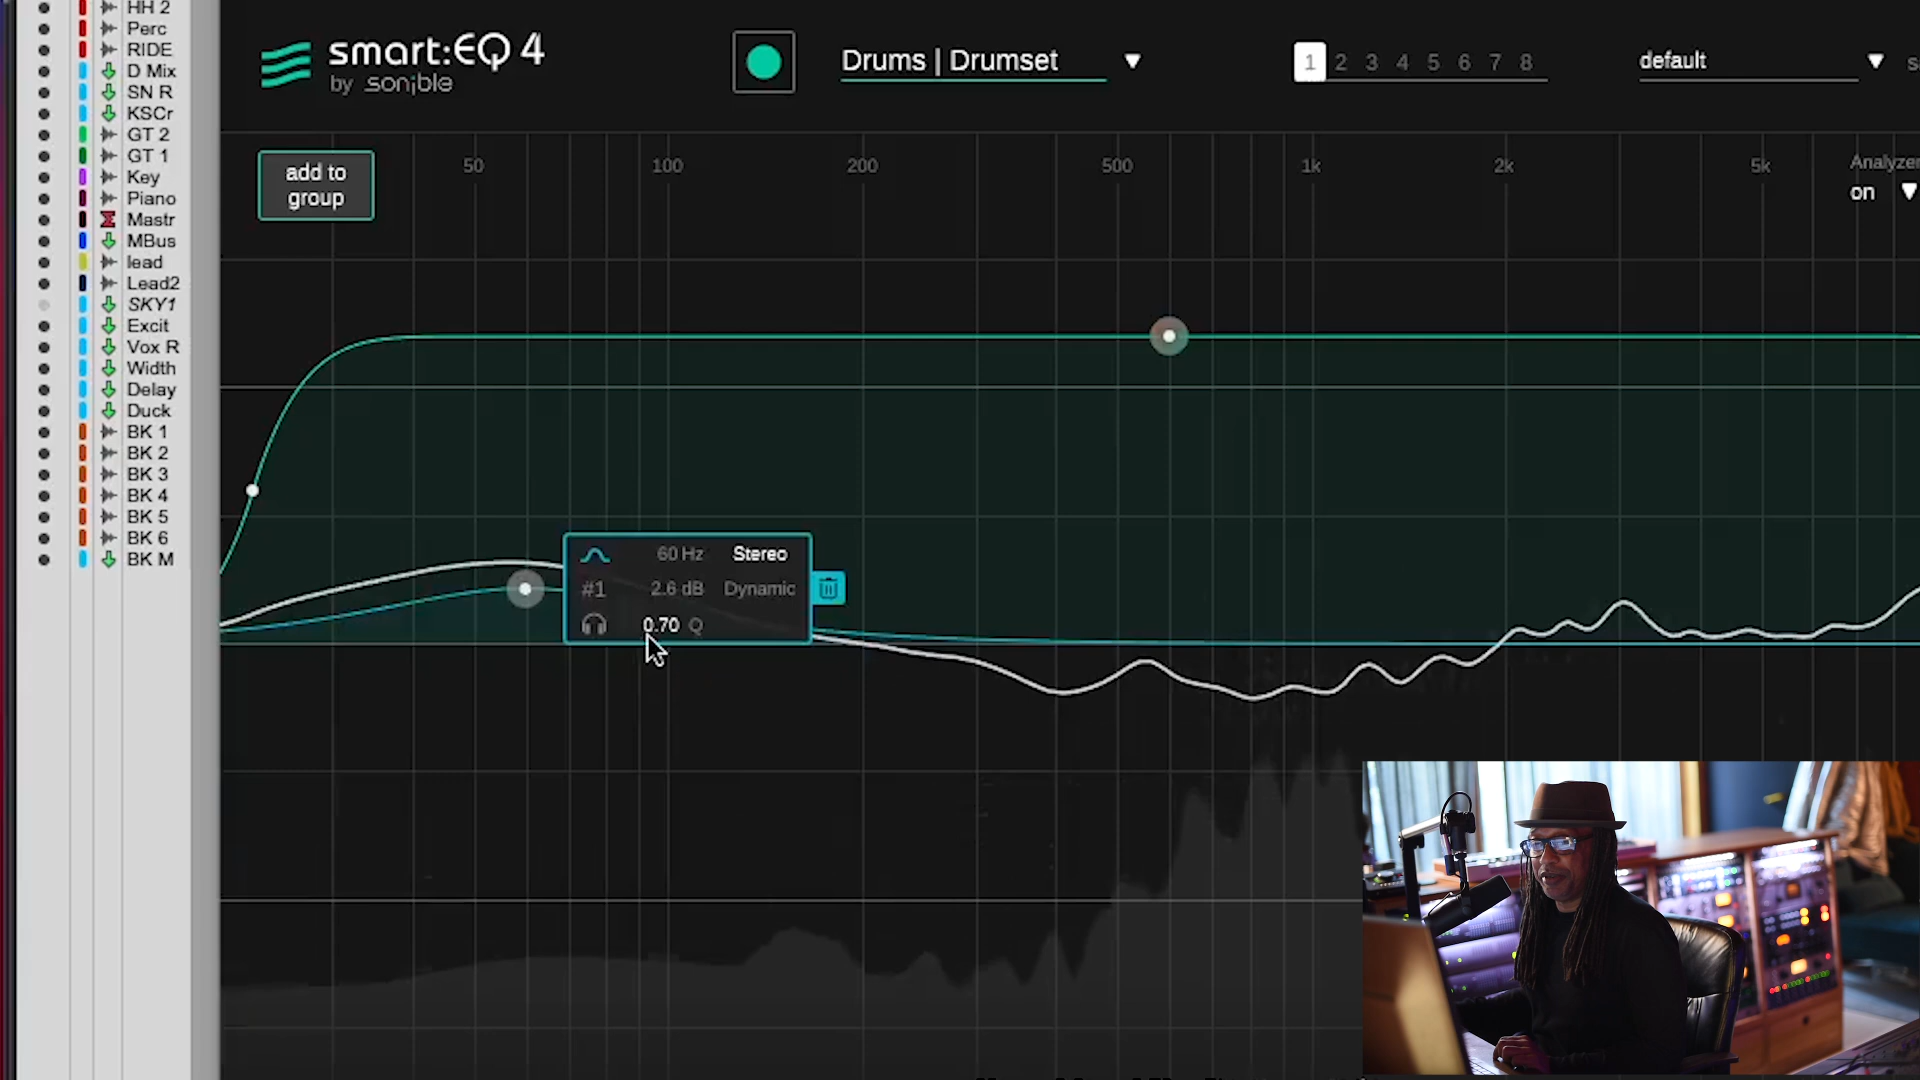 HH 2
Perc
RIDE
D Mix
SN R
KSCr
GT 2
GT 1
Key
Piano
Mastr
MBus
lead
Lead2
SKY1
Excit
Vox R
Width
Delay
Duck
BK 1
BK 2
BK 3
BK 4
BK 5
BK 6
BK M
smart:EQ 4
by sonible
Drums | Drumset
1 2 3 4 5 6 7 8
default
add to
group
50 100 200 500 1k 2k 5k
Analyzer
on
60 Hz Stereo
#1 2.6 dB Dynamic
0.70 Q